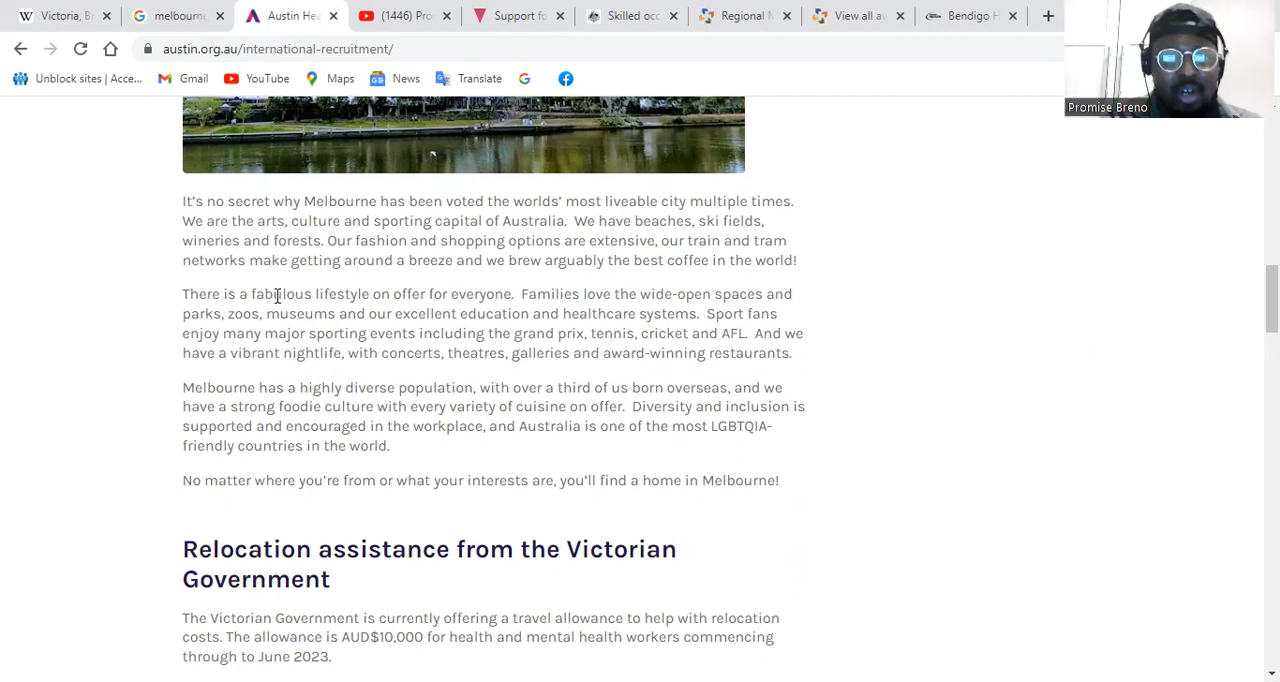 Victoria, B
melbourne
Austin Hea
(1446) Pro
Support fo
Skilled occ
Regional M
View all av
Bendigo H
austin.org.au/international-recruitment/
Unblock sites | Acce...
Gmail
YouTube
Maps
News
Translate
Promise Breno
It's no secret why Melbourne has been voted the worlds' most liveable city multiple times.
We are the arts, culture and sporting capital of Australia. We have beaches, ski fields,
wineries and forests. Our fashion and shopping options are extensive, our train and tram
networks make getting around a breeze and we brew arguably the best coffee in the world!
There is a fabulous lifestyle on offer for everyone. Families love the wide-open spaces and
parks, zoos, museums and our excellent education and healthcare systems. Sport fans
enjoy many major sporting events including the grand prix, tennis, cricket and AFL. And we
have a vibrant nightlife, with concerts, theatres, galleries and award-winning restaurants.
Melbourne has a highly diverse population, with over a third of us born overseas, and we
have a strong foodie culture with every variety of cuisine on offer. Diversity and inclusion is
supported and encouraged in the workplace, and Australia is one of the most LGBTQIA-
friendly countries in the world.
No matter where you're from or what your interests are, you'll find a home in Melbourne!
Relocation assistance from the Victorian
Government
The Victorian Government is currently offering a travel allowance to help with relocation
costs. The allowance is AUD$10,000 for health and mental health workers commencing
through to June 2023.